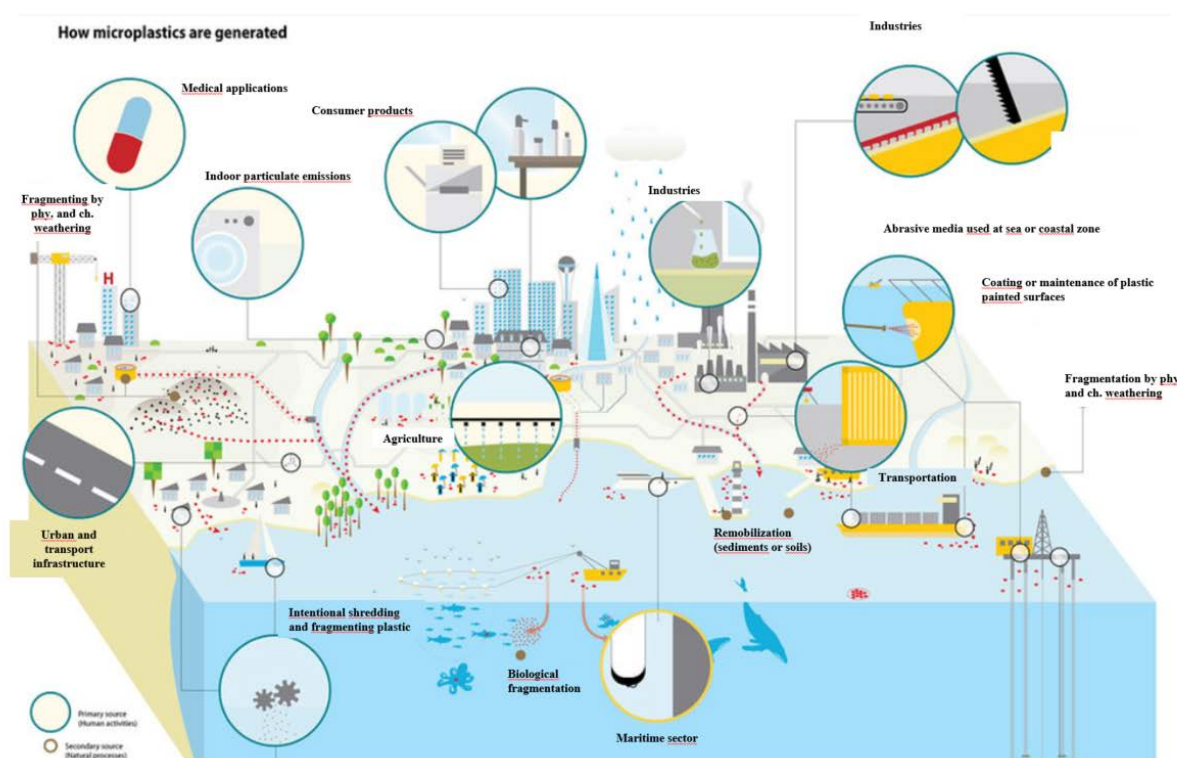 How microplastics are generated
Industries
Medical applications
Consumer products
Indoor particulate emissions
Industries
Fragmenting by
phy. and ch.
weathering
Abrasive media used at sea or coastal zone
Coating or maintenance of plastic
painted surfaces
H
Fragmentation by phy
and ch. weathering
Agriculture
Transportation
Urban and
transport
infrastructure
Remobilization
(sediments or soils)
Intentional shredding
and fragmenting plastic
Biological
fragmentation
Maritime sector
Primary source
(Human activities)
Secondary source
(Natural processes)